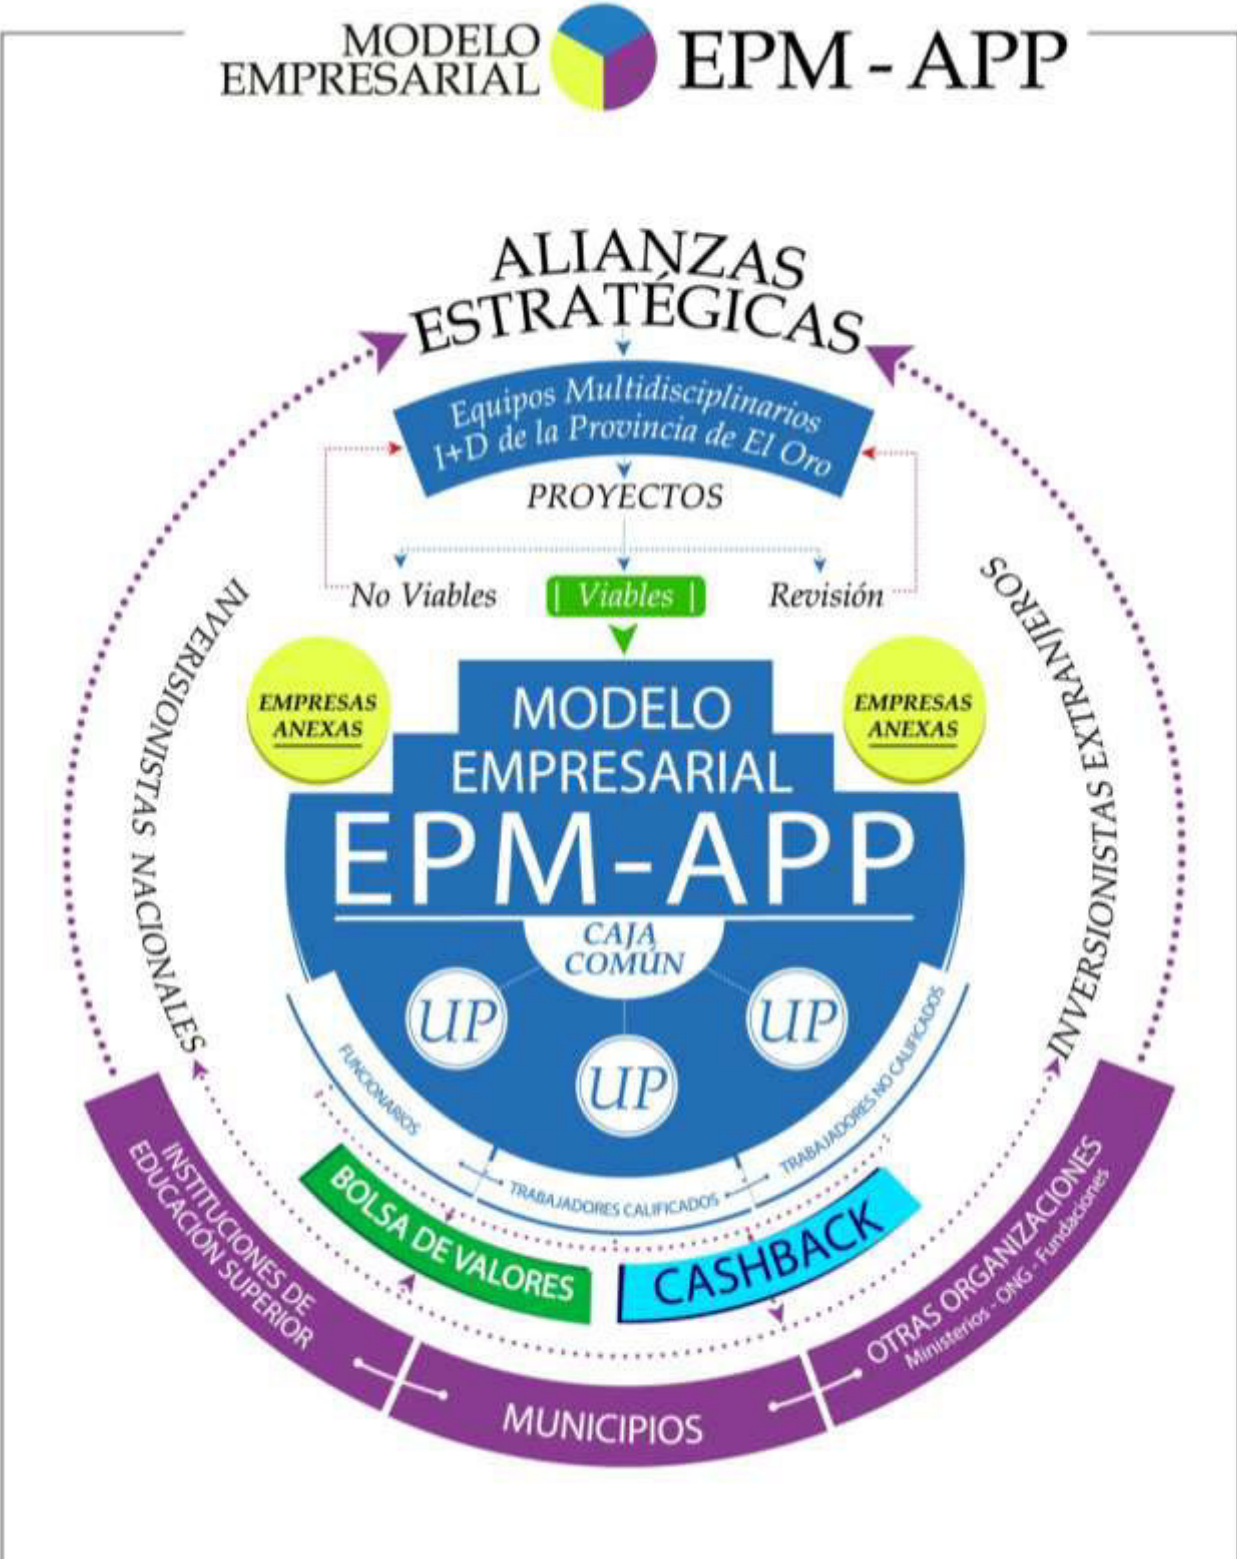 MODELO
EMPRESARIAL
EPM - APP
ALIANZAS
ESTRATÉGICAS
Equipos Multidisciplinarios
I+D de la Provincia de El Oro
PROYECTOS
No Viables
| Viables |
Revisión
INVERISIONISTAS NACIONALES
INVERSIONISTAS EXTRANJEROS
EMPRESAS
ANEXAS
EMPRESAS
ANEXAS
MODELO
EMPRESARIAL
EPM-APP
CAJA
COMÚN
UP
UP
UP
FUNCIONARIOS
TRABAJADORES CALIFICADOS
TRABAJADORES NO CALIFICADOS
BOLSA DE VALORES
CASHBACK
INSTITUCIONES DE
EDUCACIÓN SUPERIOR
MUNICIPIOS
OTRAS ORGANIZACIONES
Ministerios - ONG - Fundaciones